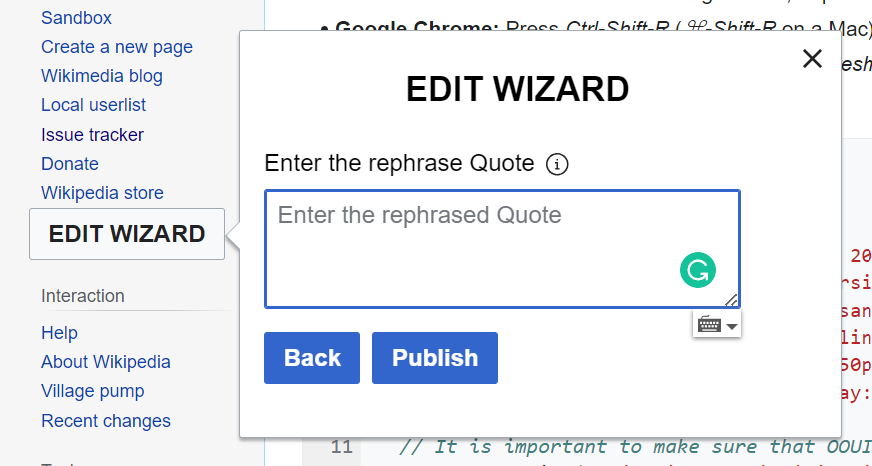 Sandbox
Create a new page
Wikimedia blog
Local userlist
Issue tracker
Donate
Wikipedia store
EDIT WIZARD
Interaction
Help
About Wikipedia
Village pump
Recent changes
• Google Chrome: Press Ctrl-Shift-R (⌘-Shift-R on a Mac)
EDIT WIZARD
Enter the rephrase Quote
Enter the rephrased Quote
Back Publish
11 // It is important to make sure that OOUI